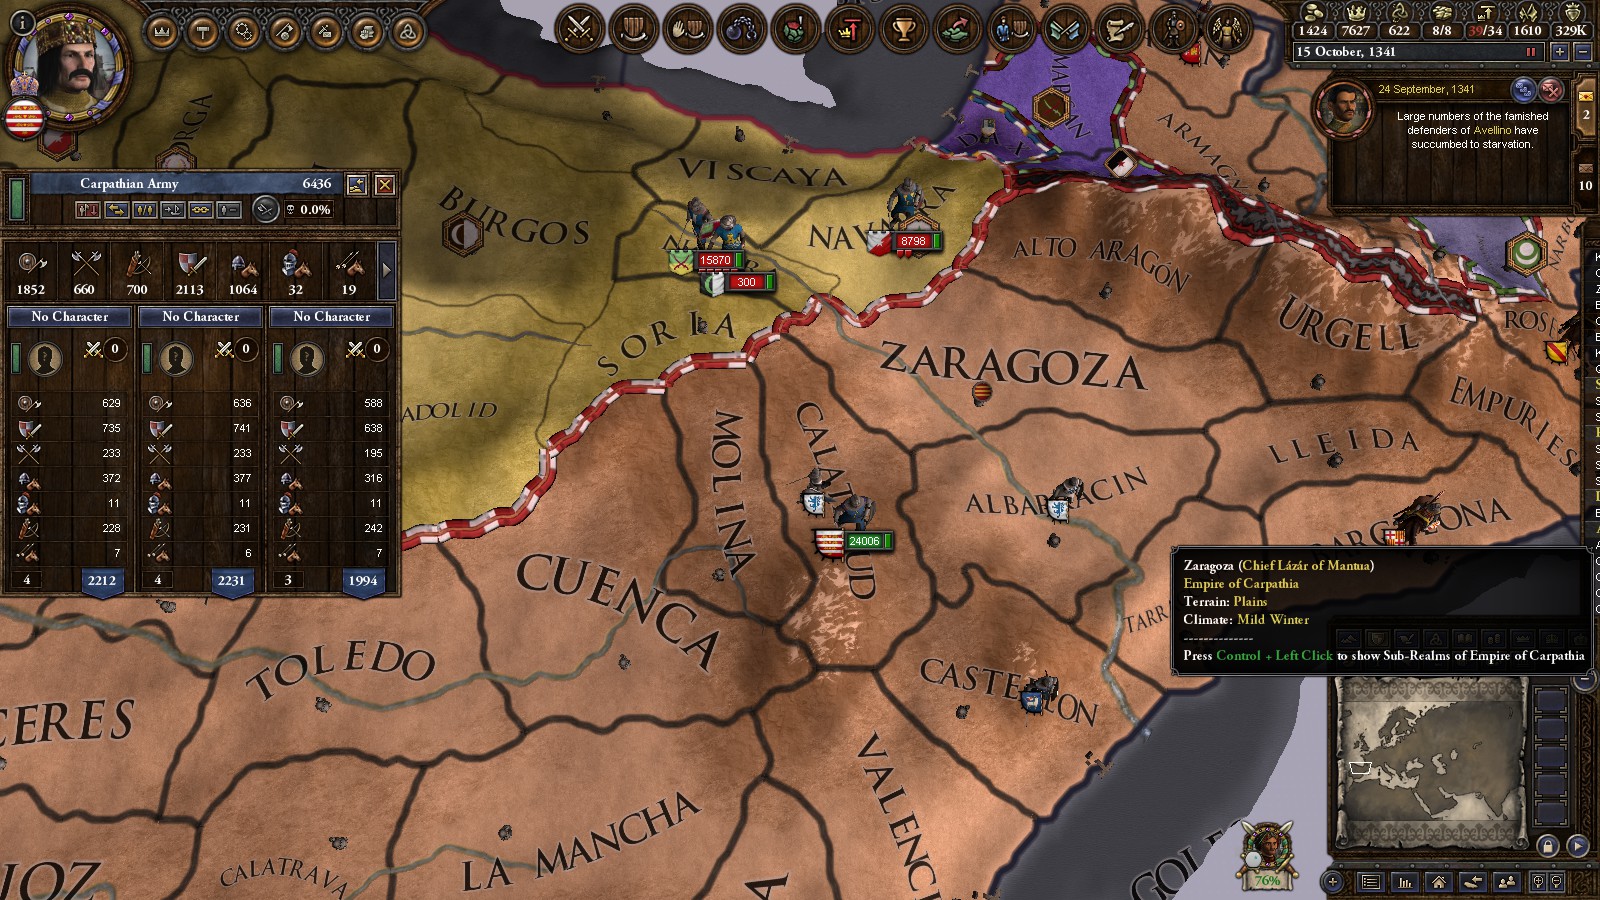 1424 7627 622 8/8 39/34 1610 329K
15 October, 1341
24 September, 1341
Large numbers of the famished
defenders of Avellino have
succumbed to starvation.
2
10
Carpathian Army 6436
0.0%
1852 660 700 2113 1064 32 19
No Character No Character No Character
0 0 0
629 636 588
735 741 638
233 233 195
372 377 316
11 11 11
228 231 242
7 6 7
4 2212 4 2231 3 1994
VISCAYA
BURGOS
NAVARRA
ARMAGNAC
ALTO ARAGÓN
15870
300
8798
SORIA
ZARAGOZA
URGELL
EMPURIES
LLEIDA
MOLINA
CALATAYUD
ALBARRACIN
24006
CUENCA
TOLEDO
CASTELLON
LA MANCHA
CALATRAVA
Zaragoza (Chief Lázár of Mantua)
Empire of Carpathia
Terrain: Plains
Climate: Mild Winter
--------------
Press Control + Left Click to show Sub-Realms of Empire of Carpathia
76%